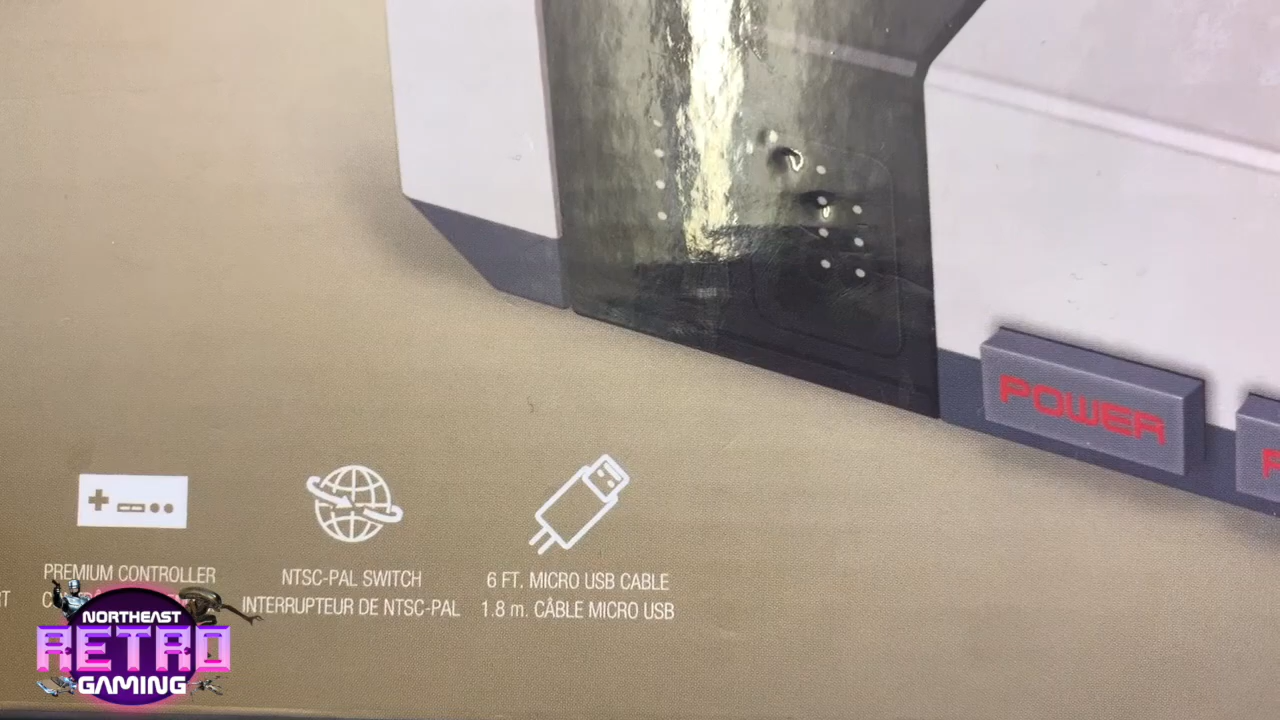 POWER
PREMIUM CONTROLLER
NTSC-PAL SWITCH
INTERRUPTEUR DE NTSC-PAL
6 FT. MICRO USB CABLE
1.8 m. CÂBLE MICRO USB
NORTHEAST
RETRO
GAMING